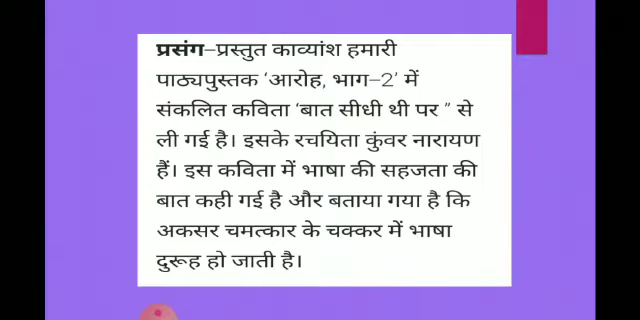 प्रसंग–प्रस्तुत काव्यांश हमारी
पाठ्यपुस्तक ‘आरोह, भाग–2’ में
संकलित कविता ‘बात सीधी थी पर ” से
ली गई है। इसके रचयिता कुंवर नारायण
हैं। इस कविता में भाषा की सहजता की
बात कही गई है और बताया गया है कि
अकसर चमत्कार के चक्कर में भाषा
दुरूह हो जाती है।